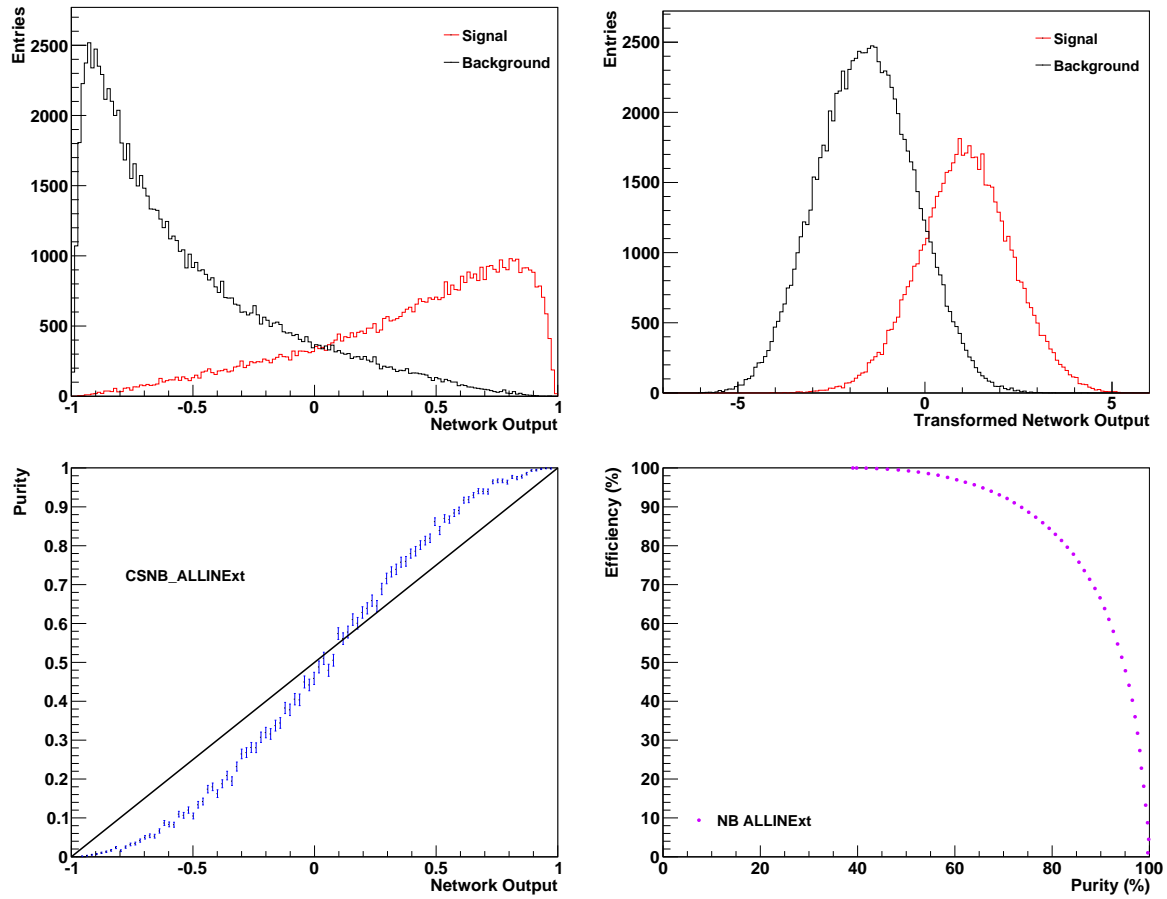 Entries
Signal
Background
2500
2000
1500
1000
500
0
-1 -0.5 0 0.5 1
Network Output
Entries
Signal
Background
2500
2000
1500
1000
500
0
-5 0 5
Transformed Network Output
Purity
CSNB_ALLINExt
1
0.9
0.8
0.7
0.6
0.5
0.4
0.3
0.2
0.1
0
-1 -0.5 0 0.5 1
Network Output
Efficiency (%)
100
90
80
70
60
50
40
30
20
10
0
NB ALLINExt
0 20 40 60 80 100
Purity (%)